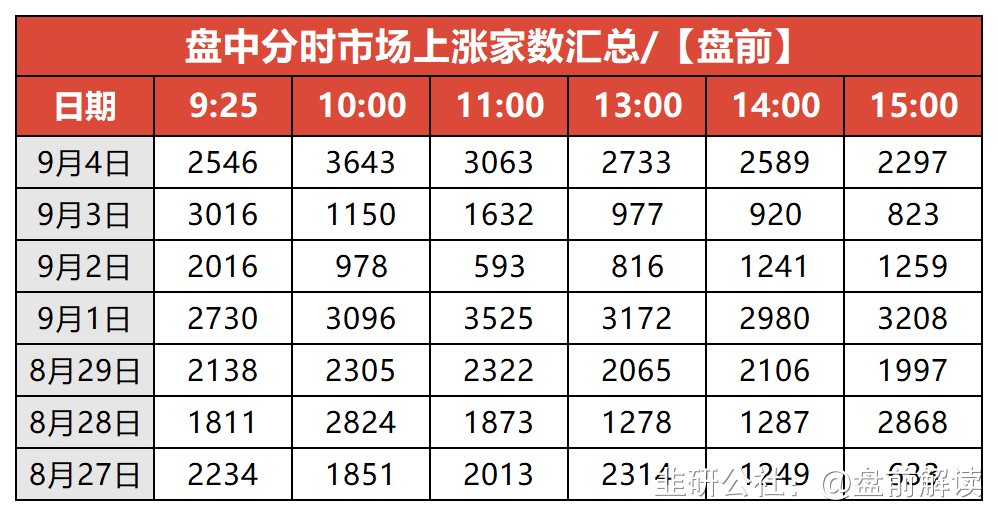 盘中分时市场上涨家数汇总/【盘前】
日期 9:25 10:00 11:00 13:00 14:00 15:00
9月4日 2546 3643 3063 2733 2589 2297
9月3日 3016 1150 1632 977 920 823
9月2日 2016 978 593 816 1241 1259
9月1日 2730 3096 3525 3172 2980 3208
8月29日 2138 2305 2322 2065 2106 1997
8月28日 1811 2824 1873 1278 1287 2868
8月27日 2234 1851 2013 2314 1249
韭研公社：@盘前解读